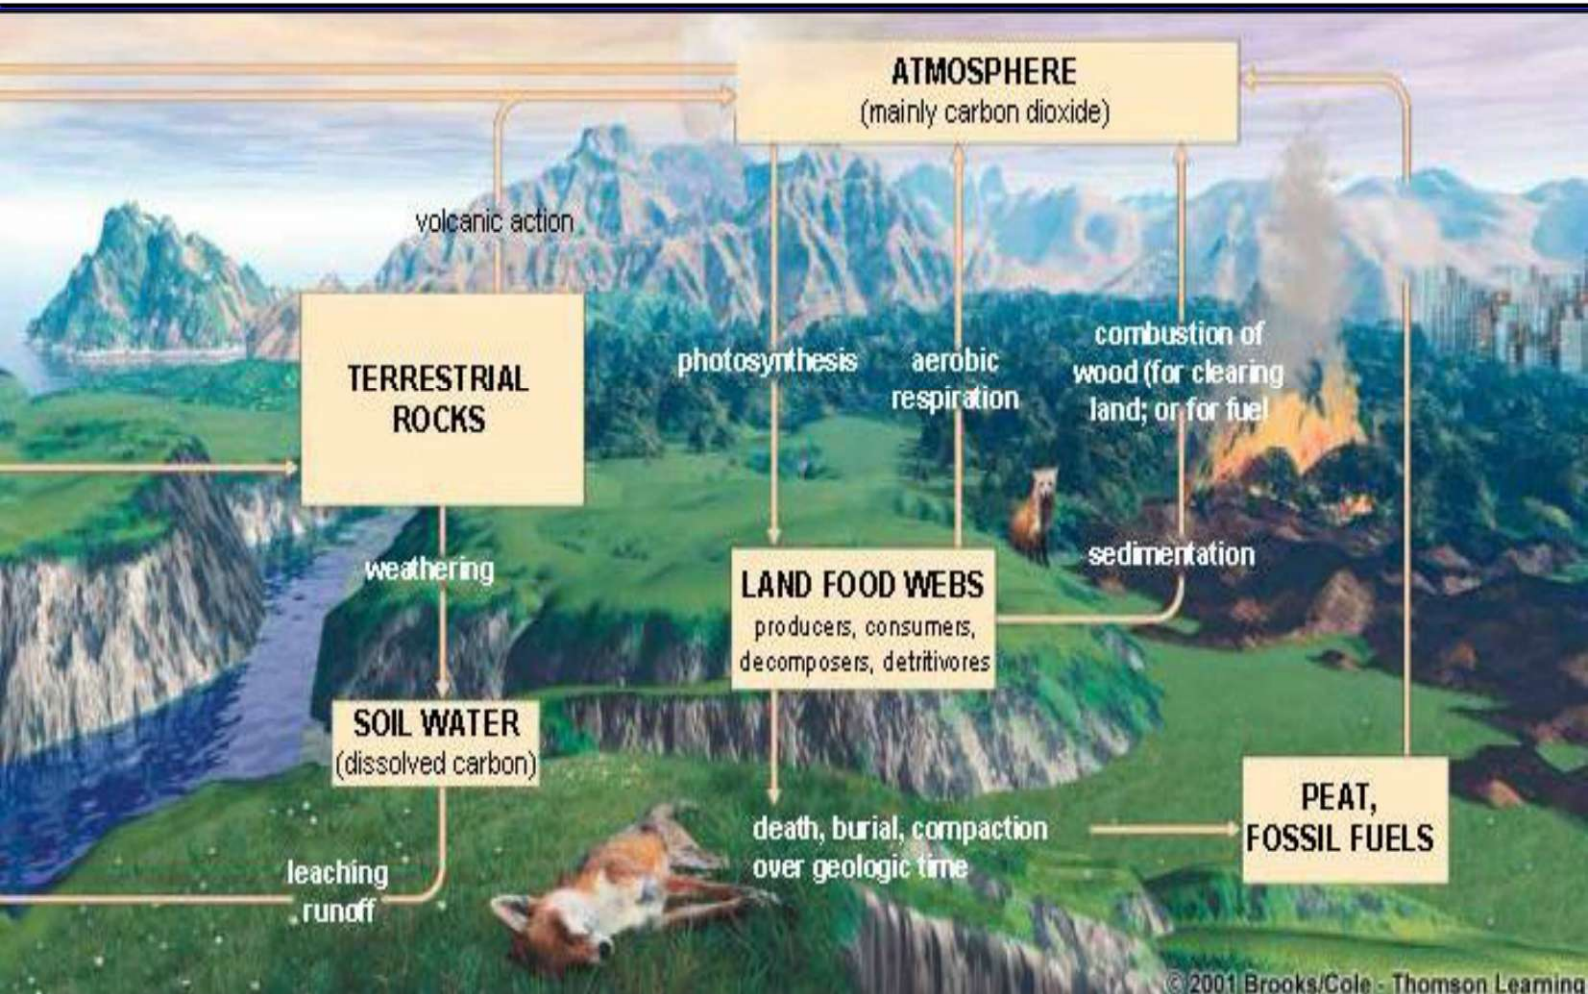 ATMOSPHERE
(mainly carbon dioxide)
volcanic action
TERRESTRIAL
ROCKS
photosynthesis
aerobic
respiration
combustion of
wood (for clearing
land; or for fuel
weathering
sedimentation
LAND FOOD WEBS
producers, consumers,
decomposers, detritivores
SOIL WATER
(dissolved carbon)
death, burial, compaction
over geologic time
PEAT,
FOSSIL FUELS
leaching
runoff
© 2001 Brooks/Cole - Thomson Learning